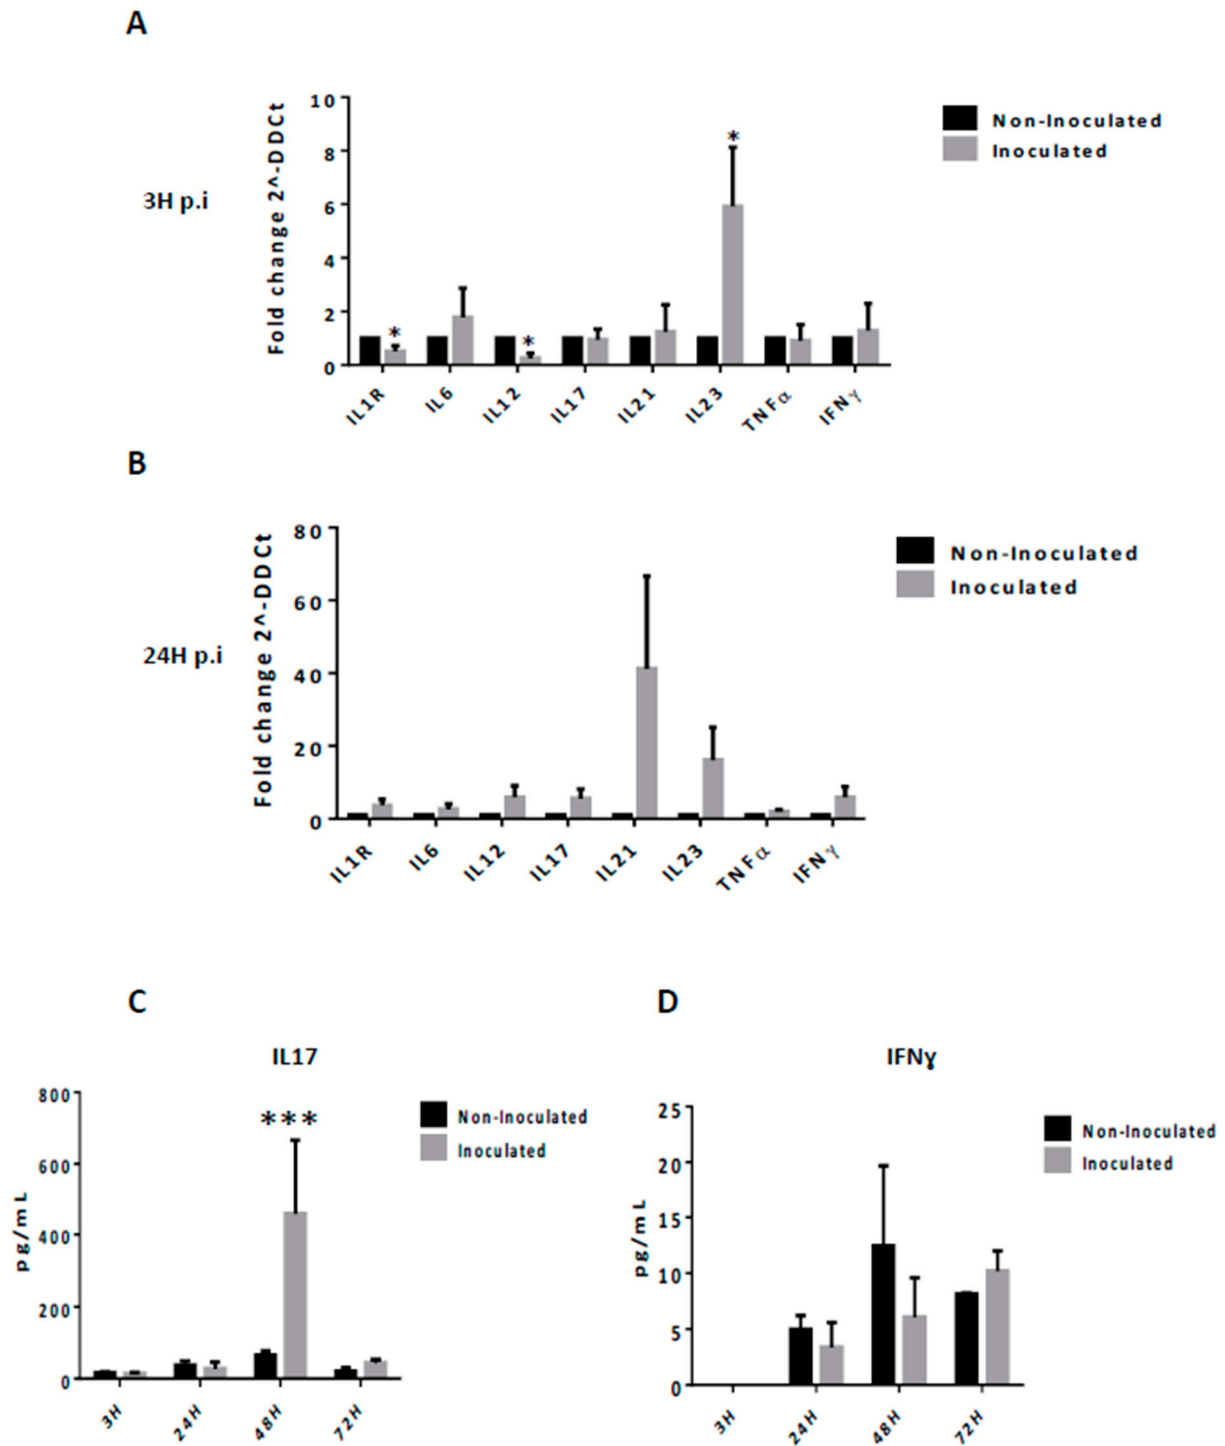 A
3H p.i
Fold change 2^-DDCt
10
8
6
4
2
0
*
*
*
IL1R
IL6
IL12
IL17
IL21
IL23
TNFα
IFNγ
Non-Inoculated
Inoculated
B
24H p.i
Fold change 2^-DDCt
80
60
40
20
0
IL1R
IL6
IL12
IL17
IL21
IL23
TNFα
IFNγ
Non-Inoculated
Inoculated
C
IL17
pg/mL
800
600
400
200
0
***
3H
24H
48H
72H
Non-Inoculated
Inoculated
D
IFNɣ
pg/mL
25
20
15
10
5
0
3H
24H
48H
72H
Non-Inoculated
Inoculated